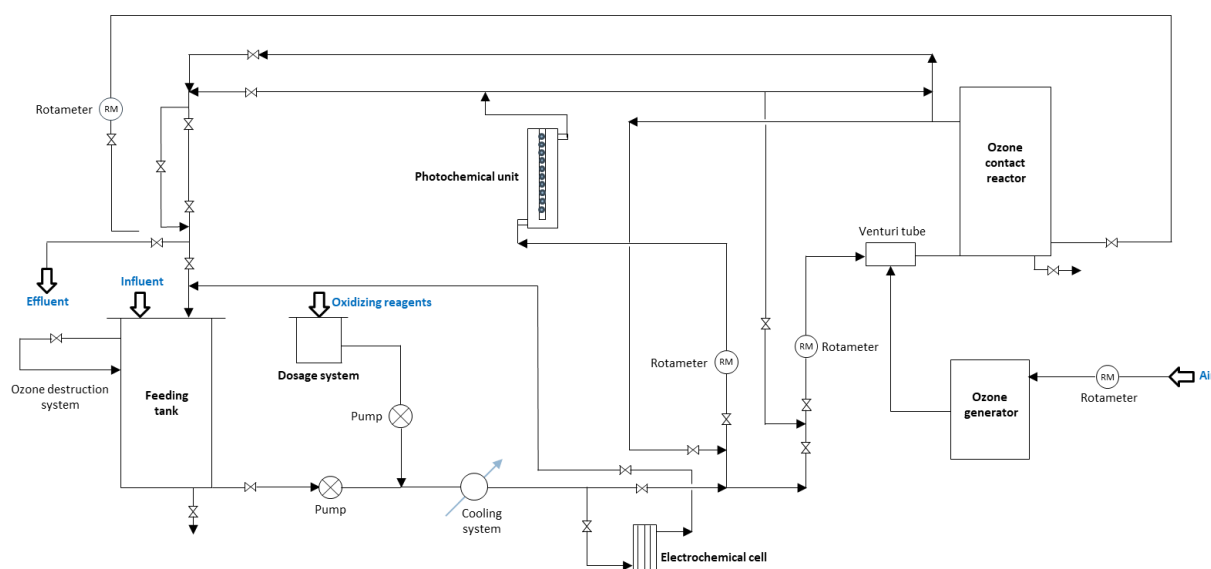 Rotameter
RM
Photochemical unit
Ozone
contact
reactor
Venturi tube
Effluent
Influent
Oxidizing reagents
Rotameter
RM
RM
Rotameter
Ozone destruction
system
Feeding
tank
Dosage system
Pump
Ozone
generator
RM
Rotameter
Ai
Pump
Cooling
system
Electrochemical cell